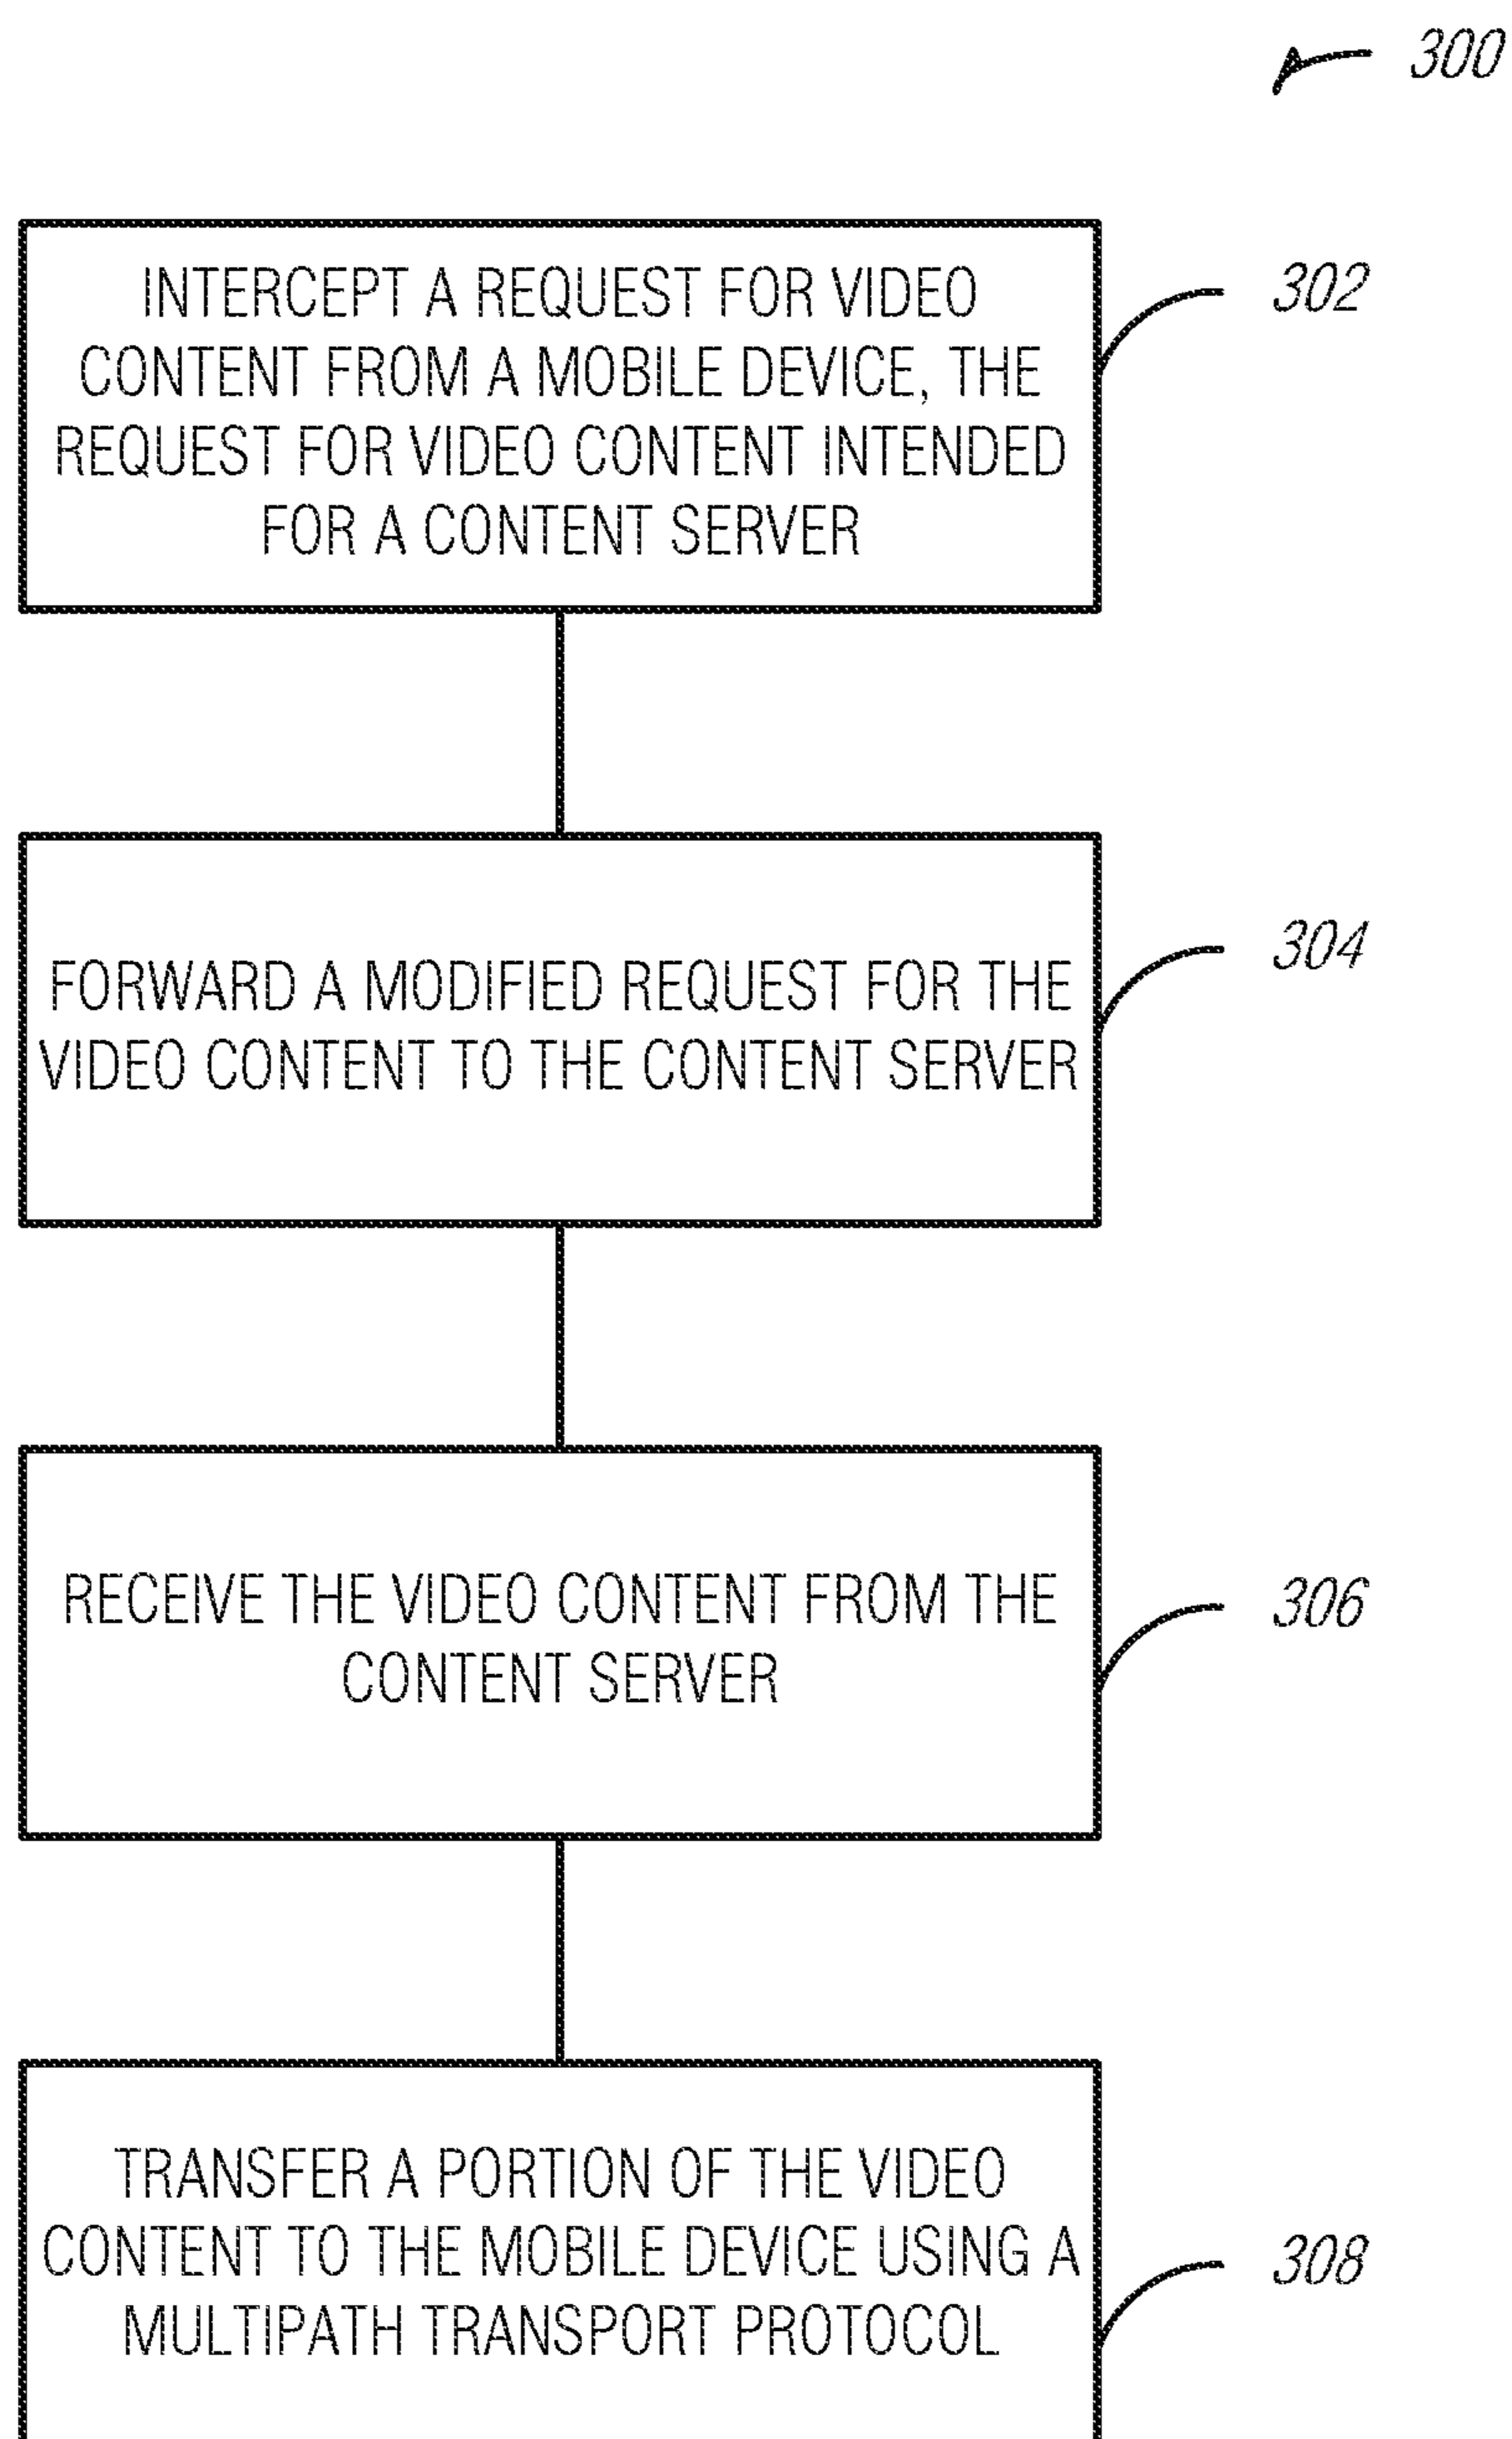 300
INTERCEPT A REQUEST FOR VIDEO
CONTENT FROM A MOBILE DEVICE, THE
REQUEST FOR VIDEO CONTENT INTENDED
FOR A CONTENT SERVER
302
FORWARD A MODIFIED REQUEST FOR THE
VIDEO CONTENT TO THE CONTENT SERVER
304
RECEIVE THE VIDEO CONTENT FROM THE
CONTENT SERVER
306
TRANSFER A PORTION OF THE VIDEO
CONTENT TO THE MOBILE DEVICE USING A
MULTIPATH TRANSPORT PROTOCOL
308